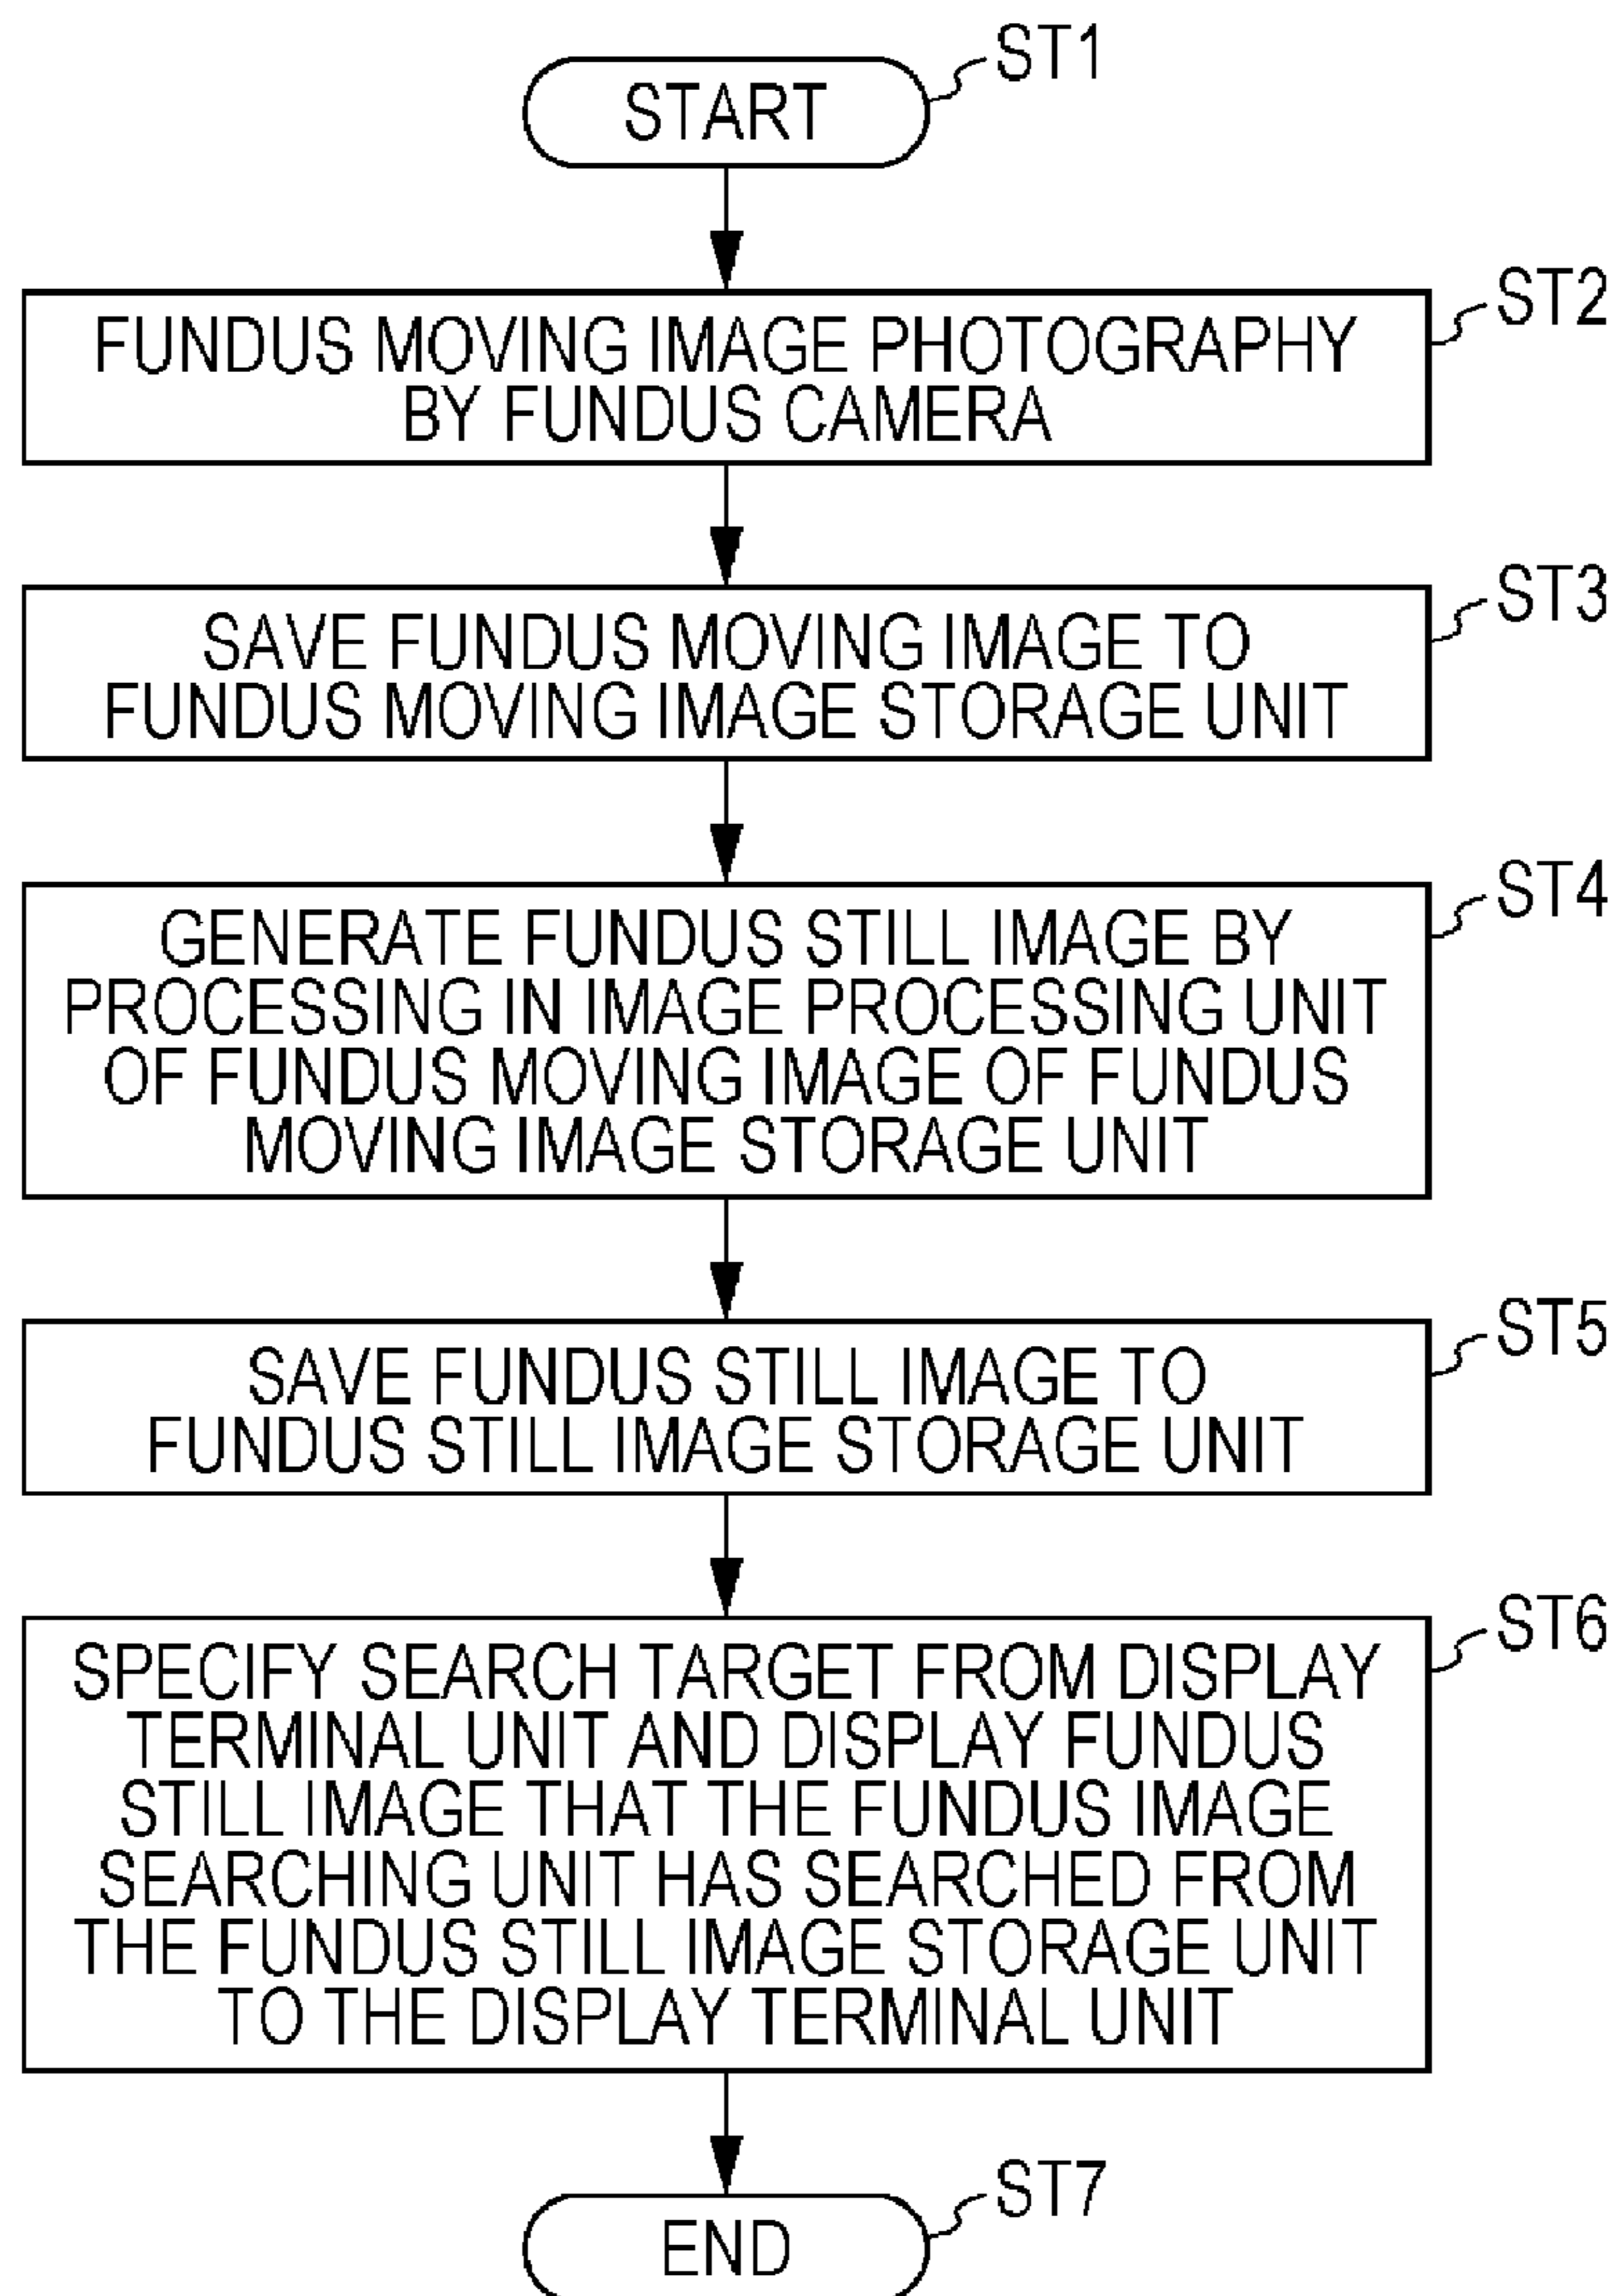 ST1
START
ST2
FUNDUS MOVING IMAGE PHOTOGRAPHY
BY FUNDUS CAMERA
ST3
SAVE FUNDUS MOVING IMAGE TO
FUNDUS MOVING IMAGE STORAGE UNIT
ST4
GENERATE FUNDUS STILL IMAGE BY
PROCESSING IN IMAGE PROCESSING UNIT
OF FUNDUS MOVING IMAGE OF FUNDUS
MOVING IMAGE STORAGE UNIT
ST5
SAVE FUNDUS STILL IMAGE TO
FUNDUS STILL IMAGE STORAGE UNIT
ST6
SPECIFY SEARCH TARGET FROM DISPLAY
TERMINAL UNIT AND DISPLAY FUNDUS
STILL IMAGE THAT THE FUNDUS IMAGE
SEARCHING UNIT HAS SEARCHED FROM
THE FUNDUS STILL IMAGE STORAGE UNIT
TO THE DISPLAY TERMINAL UNIT
ST7
END